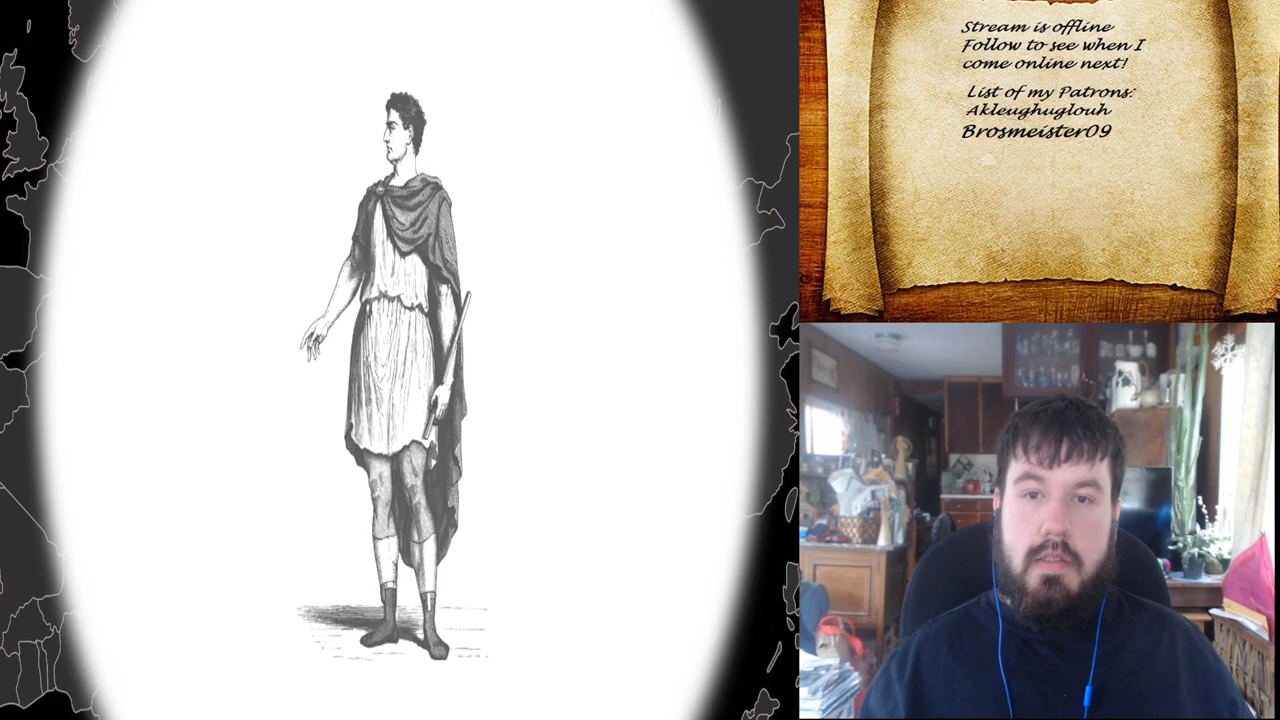 Stream is offline
Follow to see when I
come online next!
List of my Patrons:
Akleughuglouh
Brosmeister09